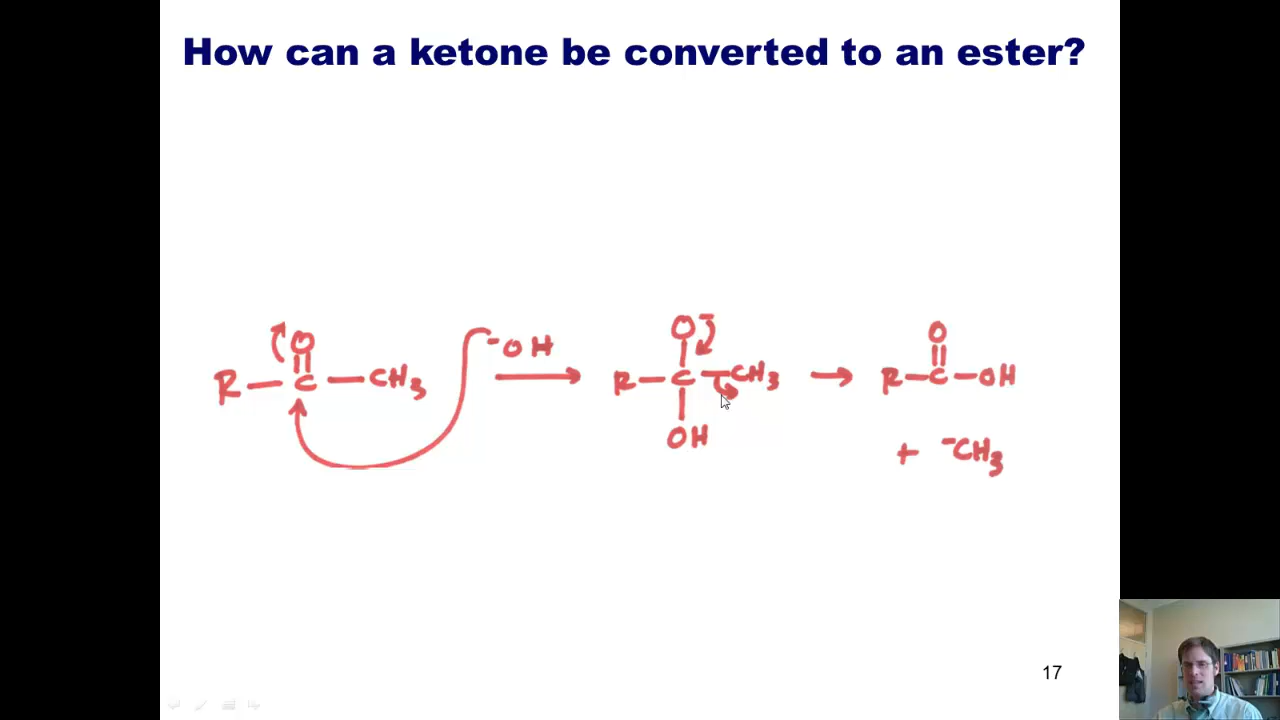 How can a ketone be converted to an ester?
O O⁻ O
⁻OH
R — C — CH₃ → R — C — CH₃ → R — C — OH
OH
+ ⁻CH₃
17